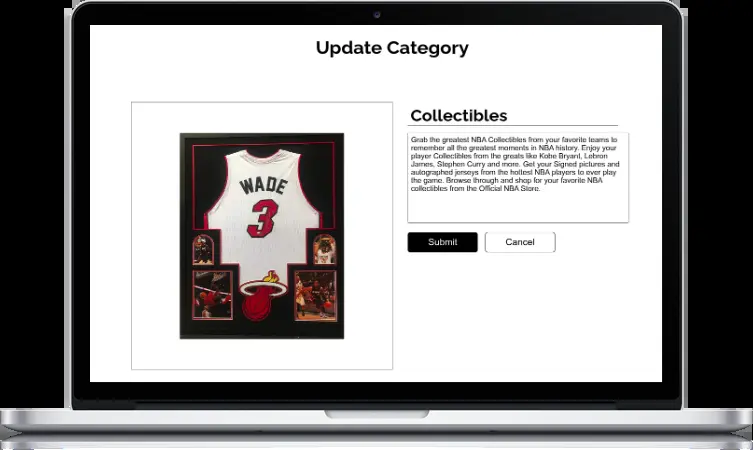 Update Category
WADE
3
Collectibles
Grab the greatest NBA Collectibles from your favorite teams to
remember all the greatest moments in NBA history. Enjoy your
player Collectibles from the greats like Kobe Bryant, Lebron
James, Stephen Curry and more. Get your Signed pictures and
autographed jerseys from the hottest NBA players to ever play
the game. Browse through and shop for your favorite NBA
collectibles from the Official NBA Store.
Submit
Cancel